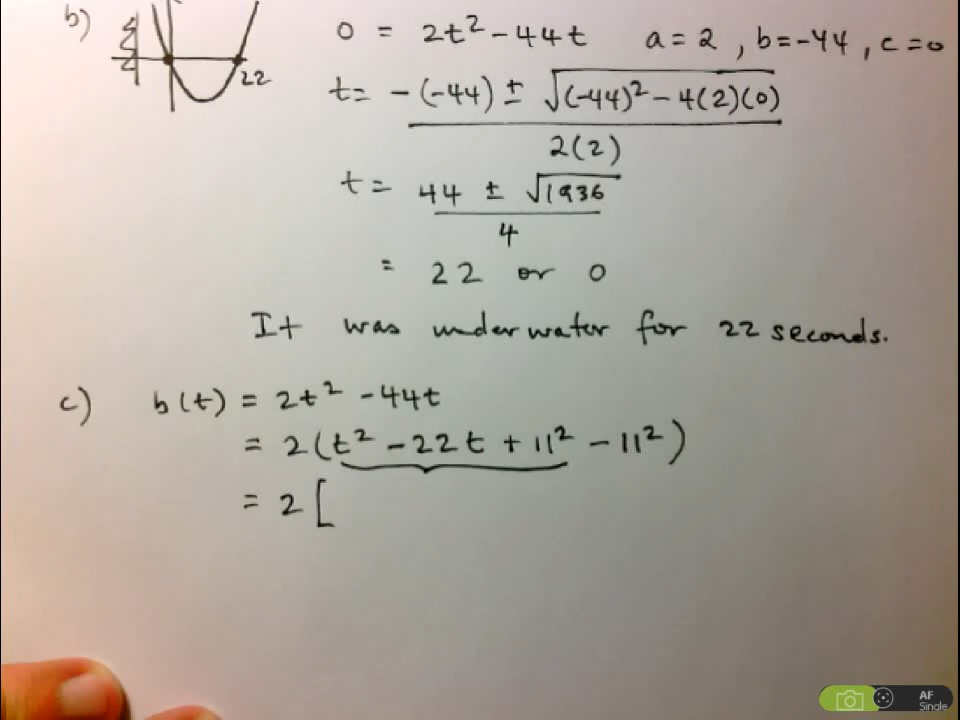 b)
22
0 = 2t² - 44t   a = 2, b = -44, c = 0
t = -(-44) ± √(-44)² - 4(2)(0)
2(2)
t = 44 ± √1936
4
= 22 or 0
It was underwater for 22 seconds.
c) b(t) = 2t² - 44t
= 2(t² - 22t + 11² - 11²)
= 2[
AF
Single